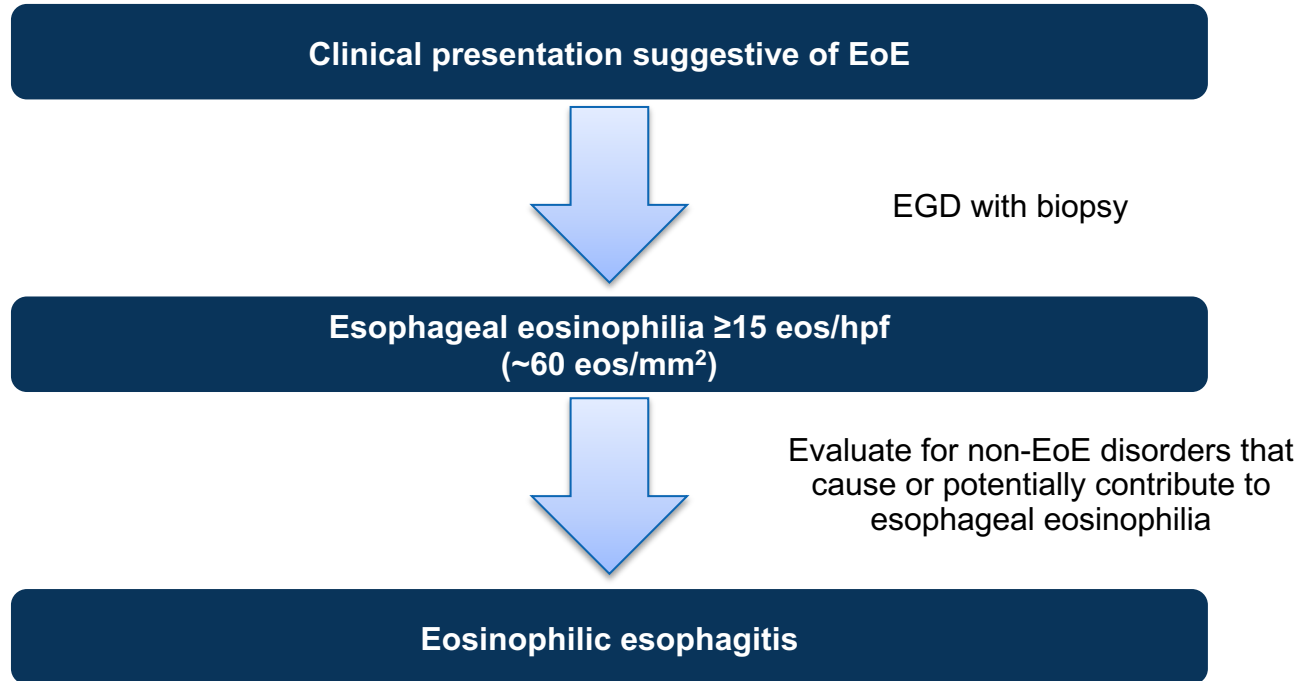 Clinical presentation suggestive of EoE
EGD with biopsy
Esophageal eosinophilia ≥15 eos/hpf
(~60 eos/mm²)
Evaluate for non-EoE disorders that
cause or potentially contribute to
esophageal eosinophilia
Eosinophilic esophagitis